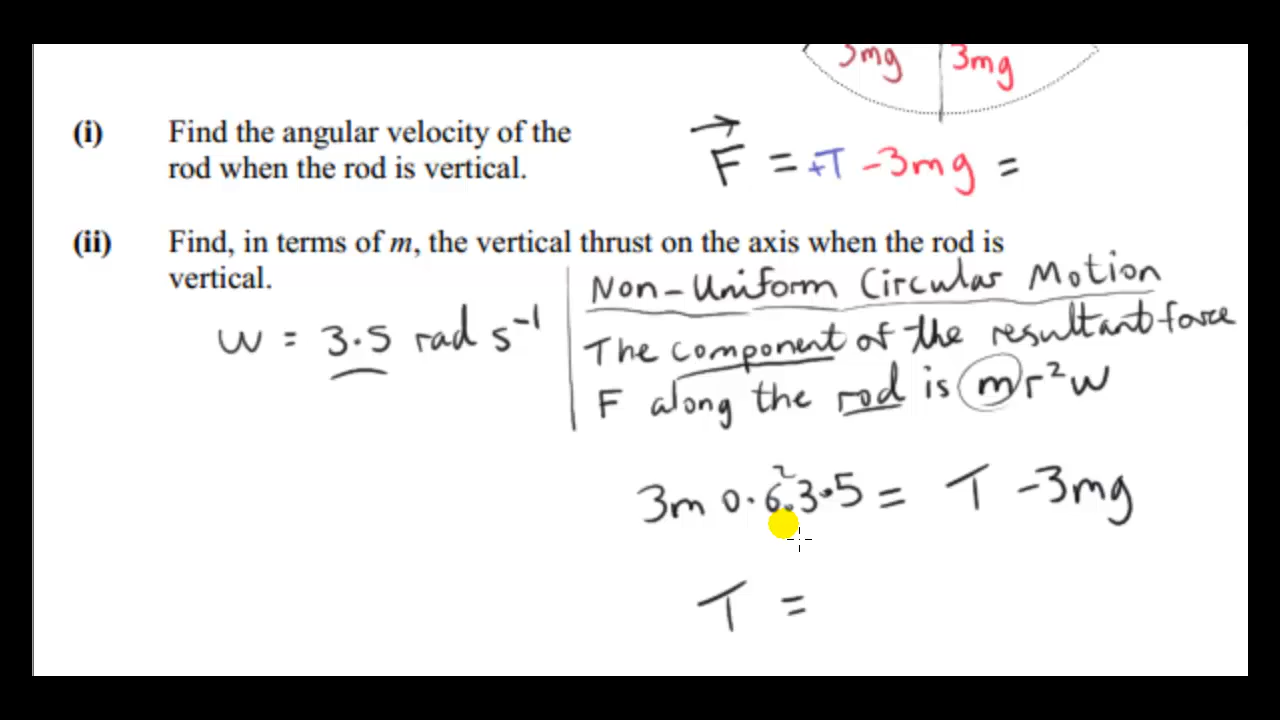 3mg 3mg
(i) Find the angular velocity of the
rod when the rod is vertical.
F = +T -3mg =
(ii) Find, in terms of m, the vertical thrust on the axis when the rod is
vertical.
w = 3.5 rad s⁻¹
Non-Uniform Circular Motion
The component of the resultant force
F along the rod is mr²w
3m 0.6².3.5 = T -3mg
T =